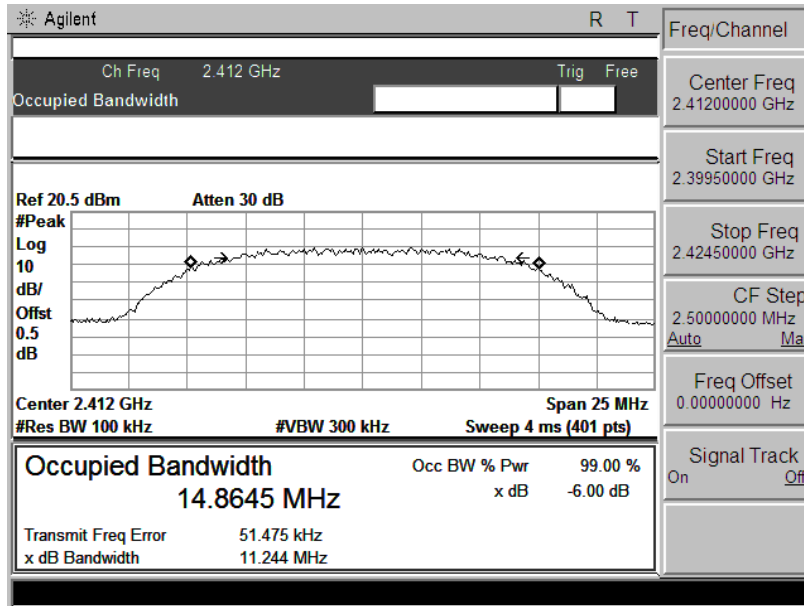 Agilent R T
Ch Freq 2.412 GHz Trig Free
Occupied Bandwidth
Ref 20.5 dBm Atten 30 dB
#Peak
Log
10
dB/
Offst
0.5
dB
Center 2.412 GHz Span 25 MHz
#Res BW 100 kHz #VBW 300 kHz Sweep 4 ms (401 pts)
Occupied Bandwidth Occ BW % Pwr 99.00 %
14.8645 MHz x dB -6.00 dB
Transmit Freq Error 51.475 kHz
x dB Bandwidth 11.244 MHz
Freq/Channel
Center Freq
2.41200000 GHz
Start Freq
2.39950000 GHz
Stop Freq
2.42450000 GHz
CF Step
2.50000000 MHz
Auto Ma
Freq Offset
0.00000000 Hz
Signal Track
On Off